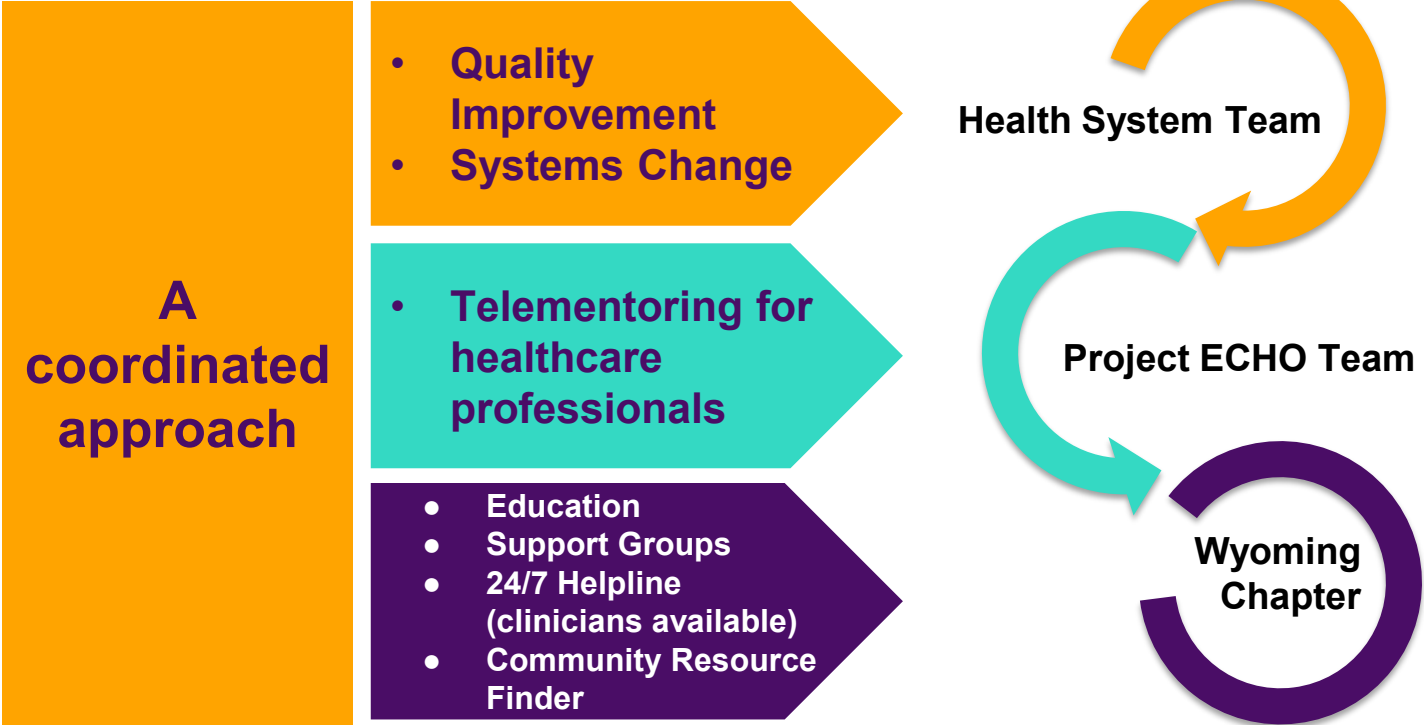 A
coordinated
approach
• Quality
Improvement
• Systems Change
Health System Team
• Telementoring for
healthcare
professionals
Project ECHO Team
● Education
● Support Groups
● 24/7 Helpline
(clinicians available)
● Community Resource
Finder
Wyoming
Chapter